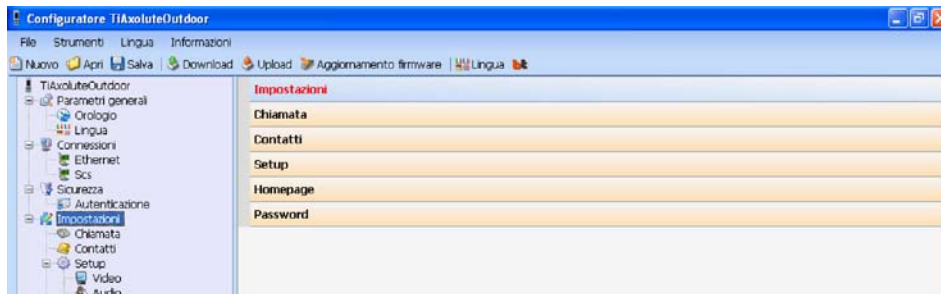 Configuratore TiAxoluteOutdoor
File Strumenti Lingua Informazioni
Nuovo Apri Salva Download Upload Aggiornamento firmware Lingua
TiAxoluteOutdoor
Parametri generali
Orologio
Lingua
Connessioni
Ethernet
Scs
Sicurezza
Autenticazione
Impostazioni
Chiamata
Contatti
Setup
Video
Audio
Impostazioni
Chiamata
Contatti
Setup
Homepage
Password